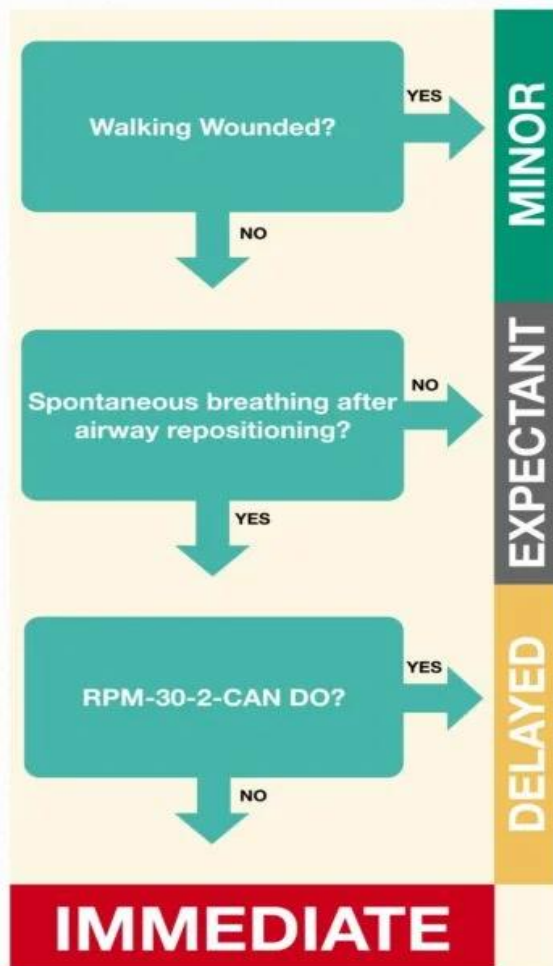 Walking Wounded?
YES
MINOR
NO
Spontaneous breathing after
airway repositioning?
NO
EXPECTANT
YES
RPM-30-2-CAN DO?
YES
DELAYED
NO
IMMEDIATE